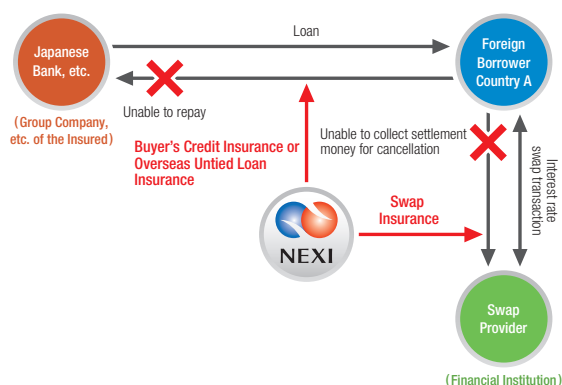 Loan
Japanese
Bank, etc.
Foreign
Borrower
Country A
Unable to repay
(Group Company,
etc. of the Insured)
Buyer's Credit Insurance or
Overseas Untied Loan
Insurance
Unable to collect settlement
money for cancellation
Interest rate
swap transaction
Swap
Insurance
NEXI
Swap
Provider
(Financial Institution)